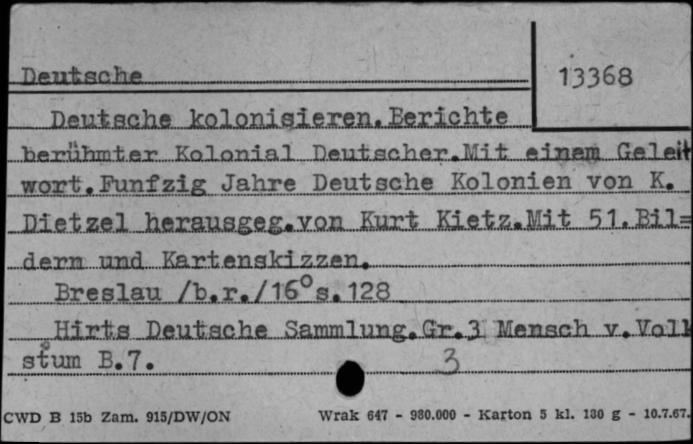 Deutsche
13368
Deutsche kolonisieren.Berichte
berühmter Kolonial Deutscher.Mit einem Geleit
wort.Funfzig Jahre Deutsche Kolonien von K.
Dietzel herausgeg.von Kurt Kietz.Mit 51.Bil=
dern und Kartenskizzen.
Breslau /b.r./16°s.128
Hirts Deutsche Sammlung.Gr.3 Mensch v.Volk
stum B.7.
3
CWD B 15b Zam. 915/DW/ON Wrak 647 - 980.000 - Karton 5 kl. 180 g - 10.7.67.